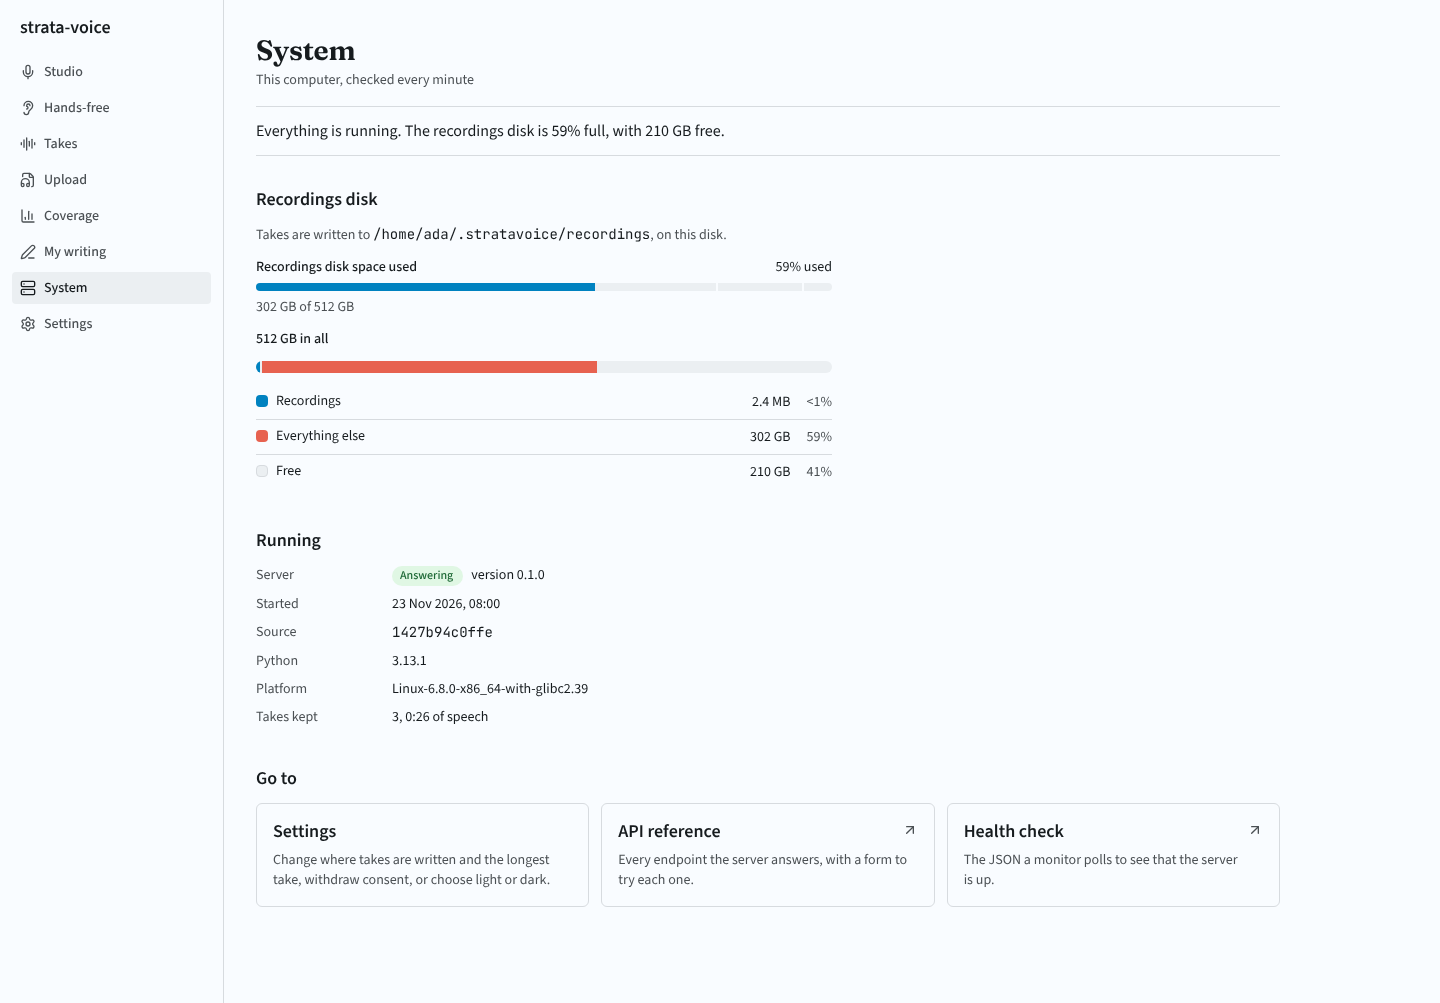 strata-voice
Studio
Hands-free
Takes
Upload
Coverage
My writing
System
Settings
System
This computer, checked every minute
Everything is running. The recordings disk is 59% full, with 210 GB free.
Recordings disk
Takes are written to /home/ada/.stratavoice/recordings, on this disk.
Recordings disk space used 59% used
302 GB of 512 GB
512 GB in all
Recordings 2.4 MB <1%
Everything else 302 GB 59%
Free 210 GB 41%
Running
Server Answering version 0.1.0
Started 23 Nov 2026, 08:00
Source 1427b94c0ffe
Python 3.13.1
Platform Linux-6.8.0-x86_64-with-glibc2.39
Takes kept 3, 0:26 of speech
Go to
Settings
Change where takes are written and the longest
take, withdraw consent, or choose light or dark.
API reference
Every endpoint the server answers, with a form to
try each one.
Health check
The JSON a monitor polls to see that the server
is up.